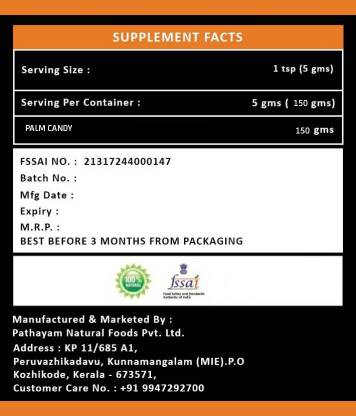 SUPPLEMENT FACTS
Serving Size : 1 tsp (5 gms)
Serving Per Container : 5 gms ( 150 gms)
PALM CANDY 150 gms
FSSAI NO. : 21317244000147
Batch No. :
Mfg Date :
Expiry :
M.R.P. :
BEST BEFORE 3 MONTHS FROM PACKAGING
100%
NATURAL
fssai
Food Safety and Standards
Authority of India
Manufactured & Marketed By :
Pathayam Natural Foods Pvt. Ltd.
Address : KP 11/685 A1,
Peruvazhikadavu, Kunnamangalam (MIE).P.O
Kozhikode, Kerala - 673571,
Customer Care No. : +91 9947292700